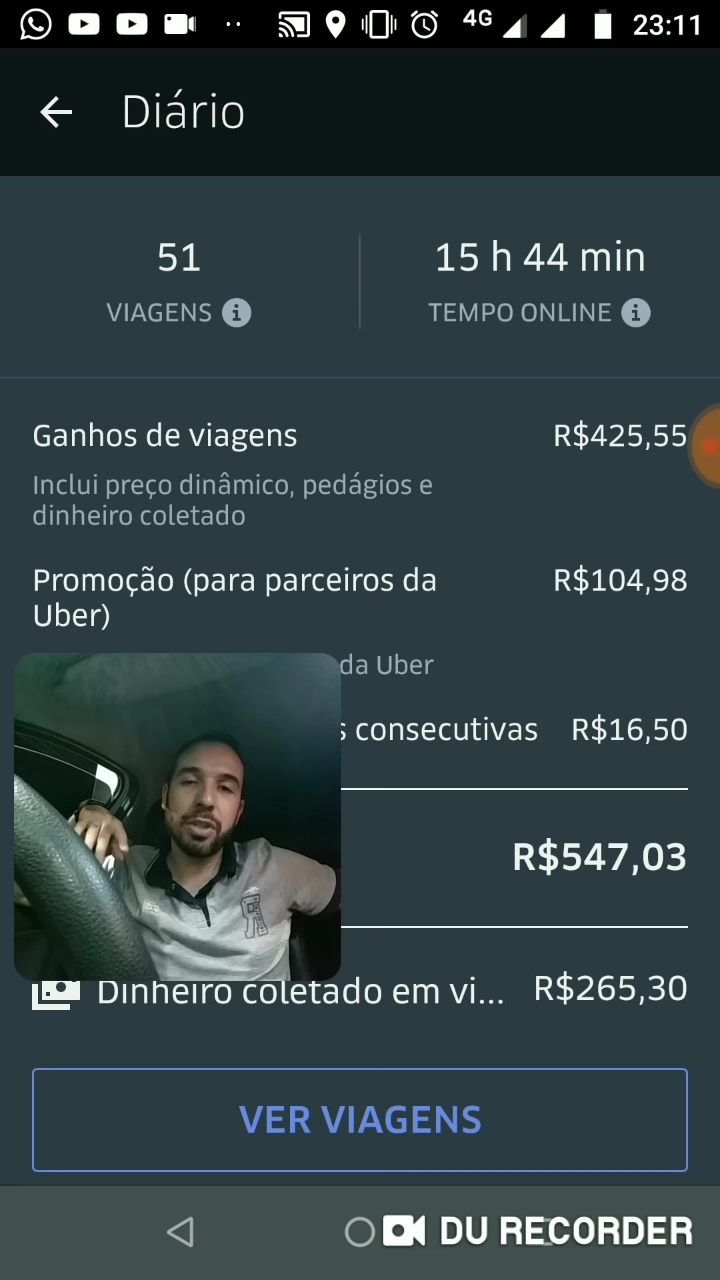 4G 23:11
Diário
51
VIAGENS
15 h 44 min
TEMPO ONLINE
Ganhos de viagens R$425,55
Inclui preço dinâmico, pedágios e
dinheiro coletado
Promoção (para parceiros da
Uber) R$104,98
da Uber
s consecutivas R$16,50
R$547,03
Dinheiro coletado em vi... R$265,30
VER VIAGENS
DU RECORDER